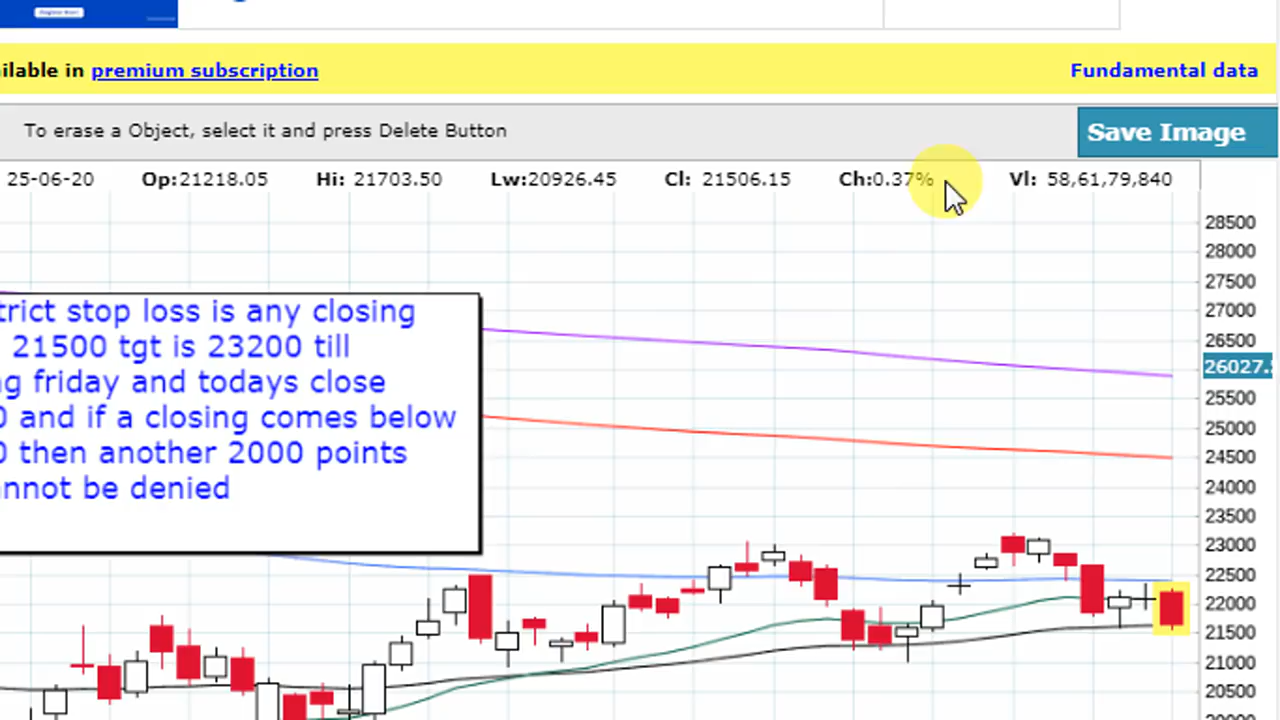 ilable in premium subscription
Fundamental data
To erase a Object, select it and press Delete Button
Save Image
25-06-20 Op:21218.05 Hi: 21703.50 Lw:20926.45 Cl: 21506.15 Ch:0.37% Vl: 58,61,79,840
28500
28000
27500
27000
26500
26027.
25500
25000
24500
24000
23500
23000
22500
22000
21500
21000
20500
trict stop loss is any closing
21500 tgt is 23200 till
g friday and todays close
0 and if a closing comes below
0 then another 2000 points
annot be denied